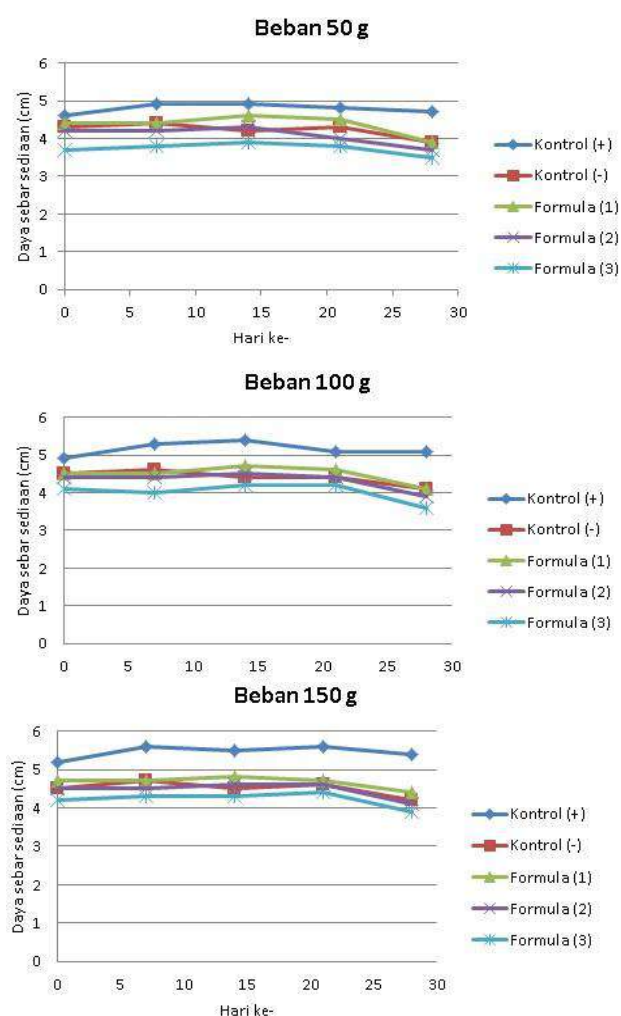 Beban 50 g
Daya sebar sediaan (cm)
6
5
4
3
2
1
0
0 5 10 15 20 25 30
Hari ke-
Kontrol (+)
Kontrol (-)
Formula (1)
Formula (2)
Formula (3)
Beban 100 g
Daya sebar sediaan (cm)
6
5
4
3
2
1
0
0 5 10 15 20 25 30
Kontrol (+)
Kontrol (-)
Formula (1)
Formula (2)
Formula (3)
Beban 150 g
Daya sebar sediaan (cm)
6
5
4
3
2
1
0
0 5 10 15 20 25 30
Hari ke-
Kontrol (+)
Kontrol (-)
Formula (1)
Formula (2)
Formula (3)